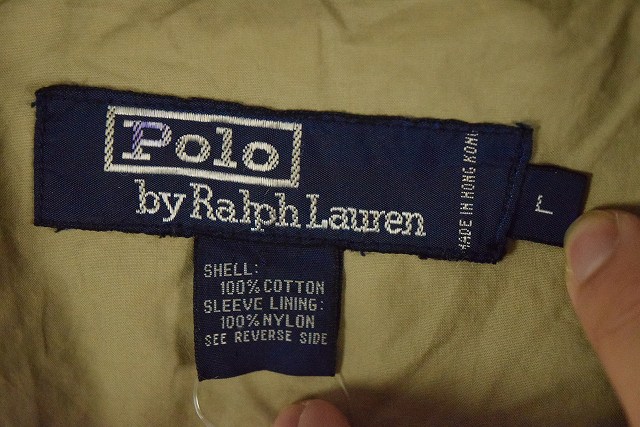 Polo
by Ralph Lauren
MADE IN HONG KONG
L
SHELL:
100% COTTON
SLEEVE LINING:
100% NYLON
SEE REVERSE SIDE